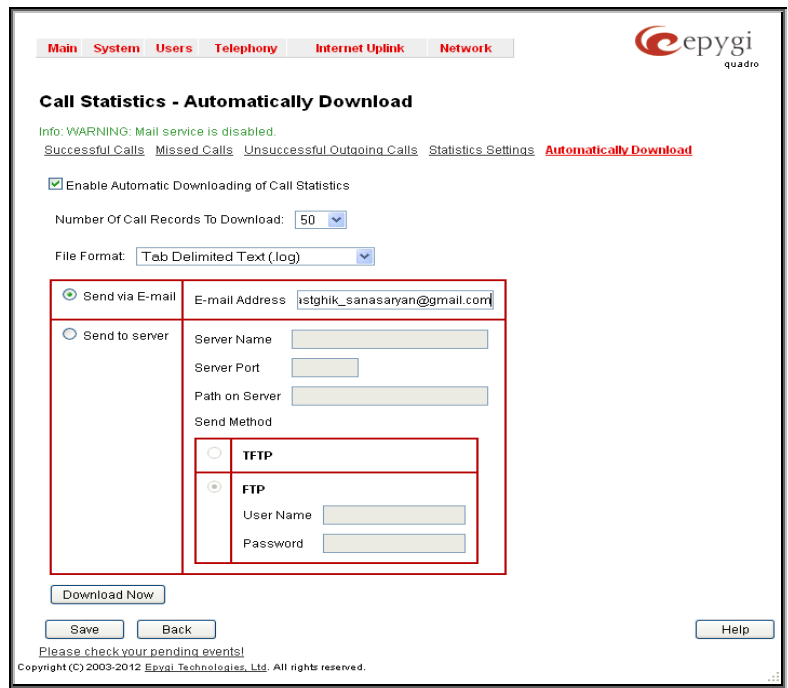 Main System Users Telephony Internet Uplink Network
epygi
quadro
Call Statistics - Automatically Download
Info: WARNING: Mail service is disabled.
Successful Calls Missed Calls Unsuccessful Outgoing Calls Statistics Settings Automatically Download
Enable Automatic Downloading of Call Statistics
Number Of Call Records To Download: 50
File Format: Tab Delimited Text (.log)
Send via E-mail E-mail Address astghik_sanasaryan@gmail.com
Send to server Server Name
Server Port
Path on Server
Send Method
TFTP
FTP
User Name
Password
Download Now
Save Back Help
Please check your pending events!
Copyright (C) 2003-2012 Epygi Technologies, Ltd. All rights reserved.